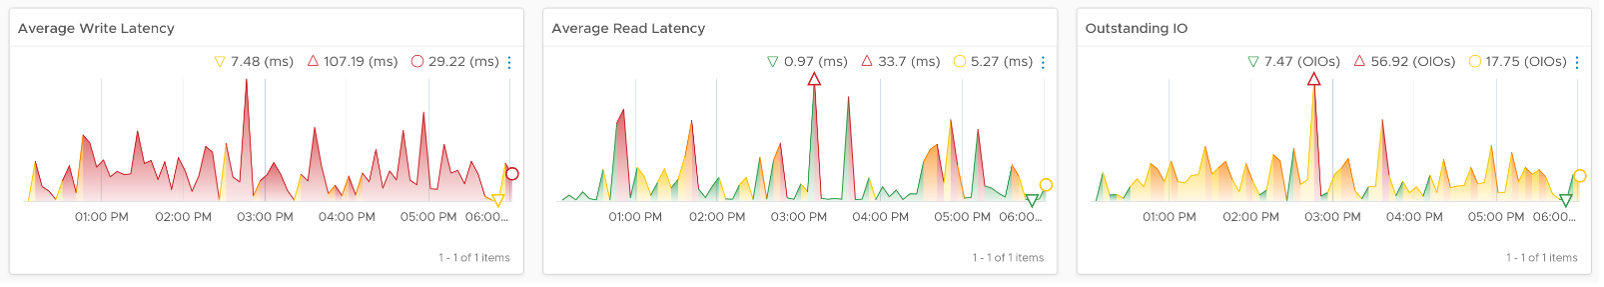 Average Write Latency
7.48 (ms) 107.19 (ms) 29.22 (ms)
01:00 PM 02:00 PM 03:00 PM 04:00 PM 05:00 PM 06:00...
1 - 1 of 1 items
Average Read Latency
0.97 (ms) 33.7 (ms) 5.27 (ms)
01:00 PM 02:00 PM 03:00 PM 04:00 PM 05:00 PM 06:00...
1 - 1 of 1 items
Outstanding IO
7.47 (OIOs) 56.92 (OIOs) 17.75 (OIOs)
01:00 PM 02:00 PM 03:00 PM 04:00 PM 05:00 PM 06:00...
1 - 1 of 1 items